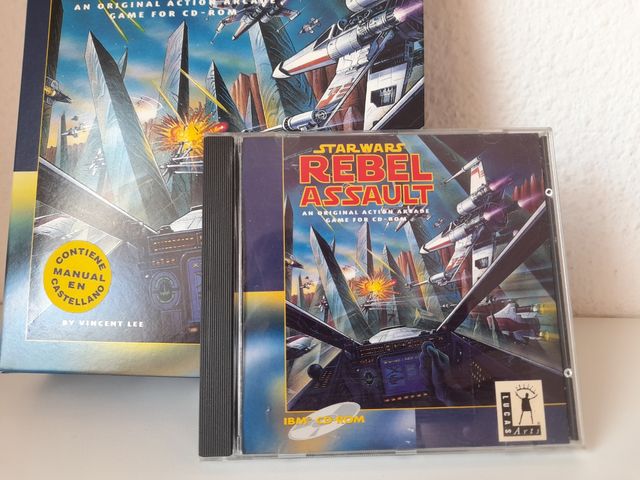 AN ORIGINAL ACTION ARCADE
GAME FOR CD-ROM
CONTIENE
MANUAL
EN
CASTELLANO
BY VINCENT LEE
STAR WARS
REBEL
ASSAULT
AN ORIGINAL ACTION ARCADE
GAME FOR CD-ROM
IBM® CD-ROM
LUCAS
Arts